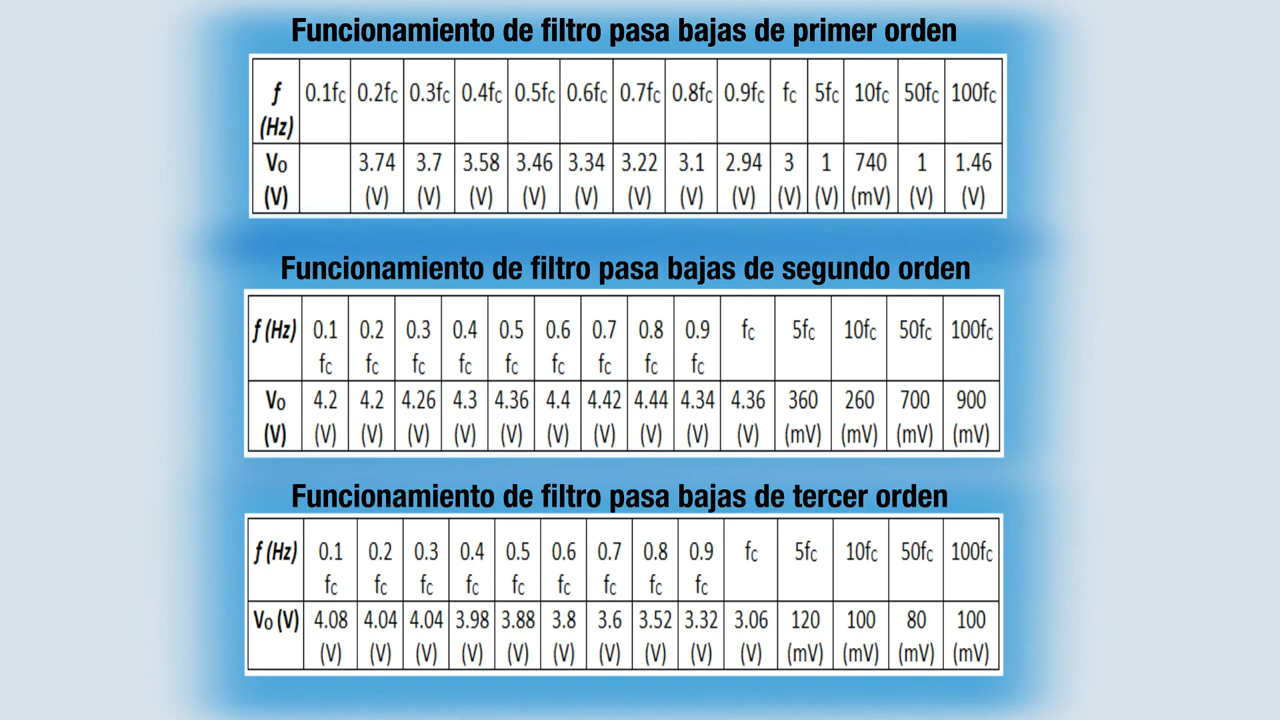 Funcionamiento de filtro pasa bajas de primer orden
f 0.1fC 0.2fC 0.3fC 0.4fC 0.5fC 0.6fC 0.7fC 0.8fC 0.9fC fC 5fC 10fC 50fC 100fC
(Hz)
VO 3.74 3.7 3.58 3.46 3.34 3.22 3.1 2.94 3 1 740 1 1.46
(V) (V) (V) (V) (V) (V) (V) (V) (V) (V) (V) (mV) (V) (V)
Funcionamiento de filtro pasa bajas de segundo orden
f (Hz) 0.1 0.2 0.3 0.4 0.5 0.6 0.7 0.8 0.9 fC 5fC 10fC 50fC 100fC
fC fC fC fC fC fC fC fC fC
VO 4.2 4.2 4.26 4.3 4.36 4.4 4.42 4.44 4.34 4.36 360 260 700 900
(V) (V) (V) (V) (V) (V) (V) (V) (V) (V) (V) (mV) (mV) (mV) (mV)
Funcionamiento de filtro pasa bajas de tercer orden
f (Hz) 0.1 0.2 0.3 0.4 0.5 0.6 0.7 0.8 0.9 fC 5fC 10fC 50fC 100fC
fC fC fC fC fC fC fC fC fC
VO (V) 4.08 4.04 4.04 3.98 3.88 3.8 3.6 3.52 3.32 3.06 120 100 80 100
(V) (V) (V) (V) (V) (V) (V) (V) (V) (V) (mV) (mV) (mV) (mV)